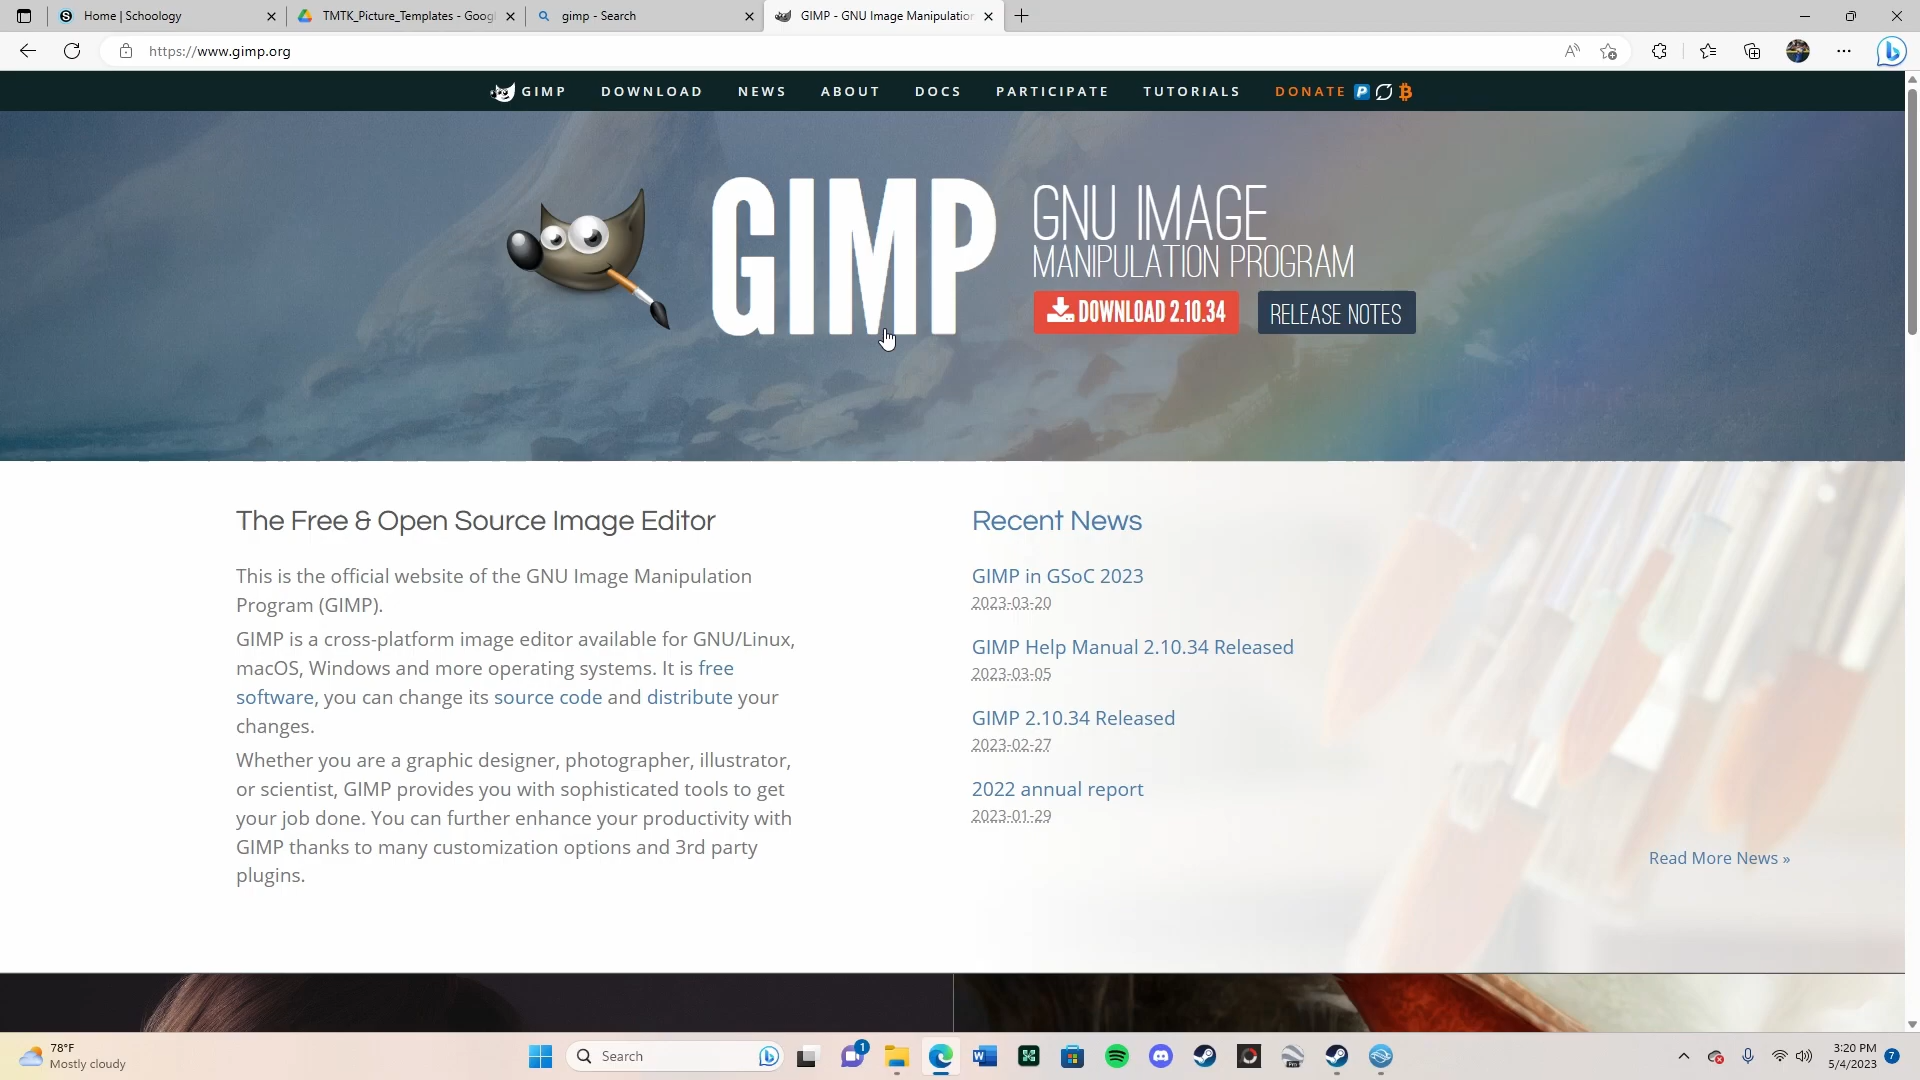 Home | Schoology
TMTK_Picture_Templates - Goog
gimp - Search
GIMP - GNU Image Manipulation
https://www.gimp.org
GIMP
DOWNLOAD
NEWS
ABOUT
DOCS
PARTICIPATE
TUTORIALS
DONATE
GIMP
GNU IMAGE
MANIPULATION PROGRAM
DOWNLOAD 2.10.34
RELEASE NOTES
The Free & Open Source Image Editor
This is the official website of the GNU Image Manipulation
Program (GIMP).
GIMP is a cross-platform image editor available for GNU/Linux,
macOS, Windows and more operating systems. It is free
software, you can change its source code and distribute your
changes.
Whether you are a graphic designer, photographer, illustrator,
or scientist, GIMP provides you with sophisticated tools to get
your job done. You can further enhance your productivity with
GIMP thanks to many customization options and 3rd party
plugins.
Recent News
GIMP in GSoC 2023
2023-03-20
GIMP Help Manual 2.10.34 Released
2023-03-05
GIMP 2.10.34 Released
2023-02-27
2022 annual report
2023-01-29
Read More News »
78°F
Mostly cloudy
Search
1
3:20 PM
5/4/2023
7